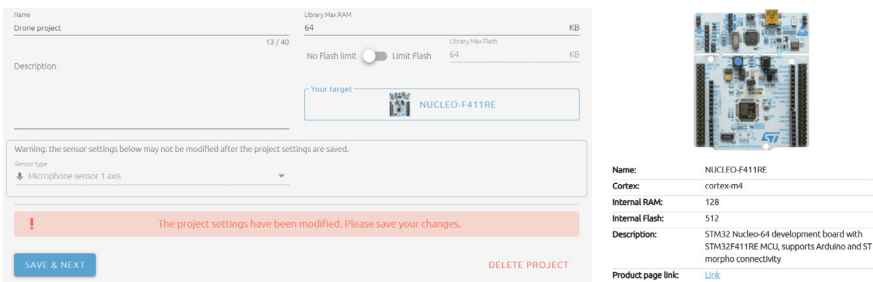 Name
Drone project
13 / 40
Description
Library Max RAM
64 KB
No Flash limit Limit Flash
Library Max Flash
64 KB
Your target
NUCLEO-F411RE
Warning: the sensor settings below may not be modified after the project settings are saved.
Sensor type
Microphone sensor 1 axis
! The project settings have been modified. Please save your changes.
SAVE & NEXT
DELETE PROJECT
Name: NUCLEO-F411RE
Cortex: cortex-m4
Internal RAM: 128
Internal Flash: 512
Description: STM32 Nucleo-64 development board with
STM32F411RE MCU, supports Arduino and ST
morpho connectivity
Product page link: Link